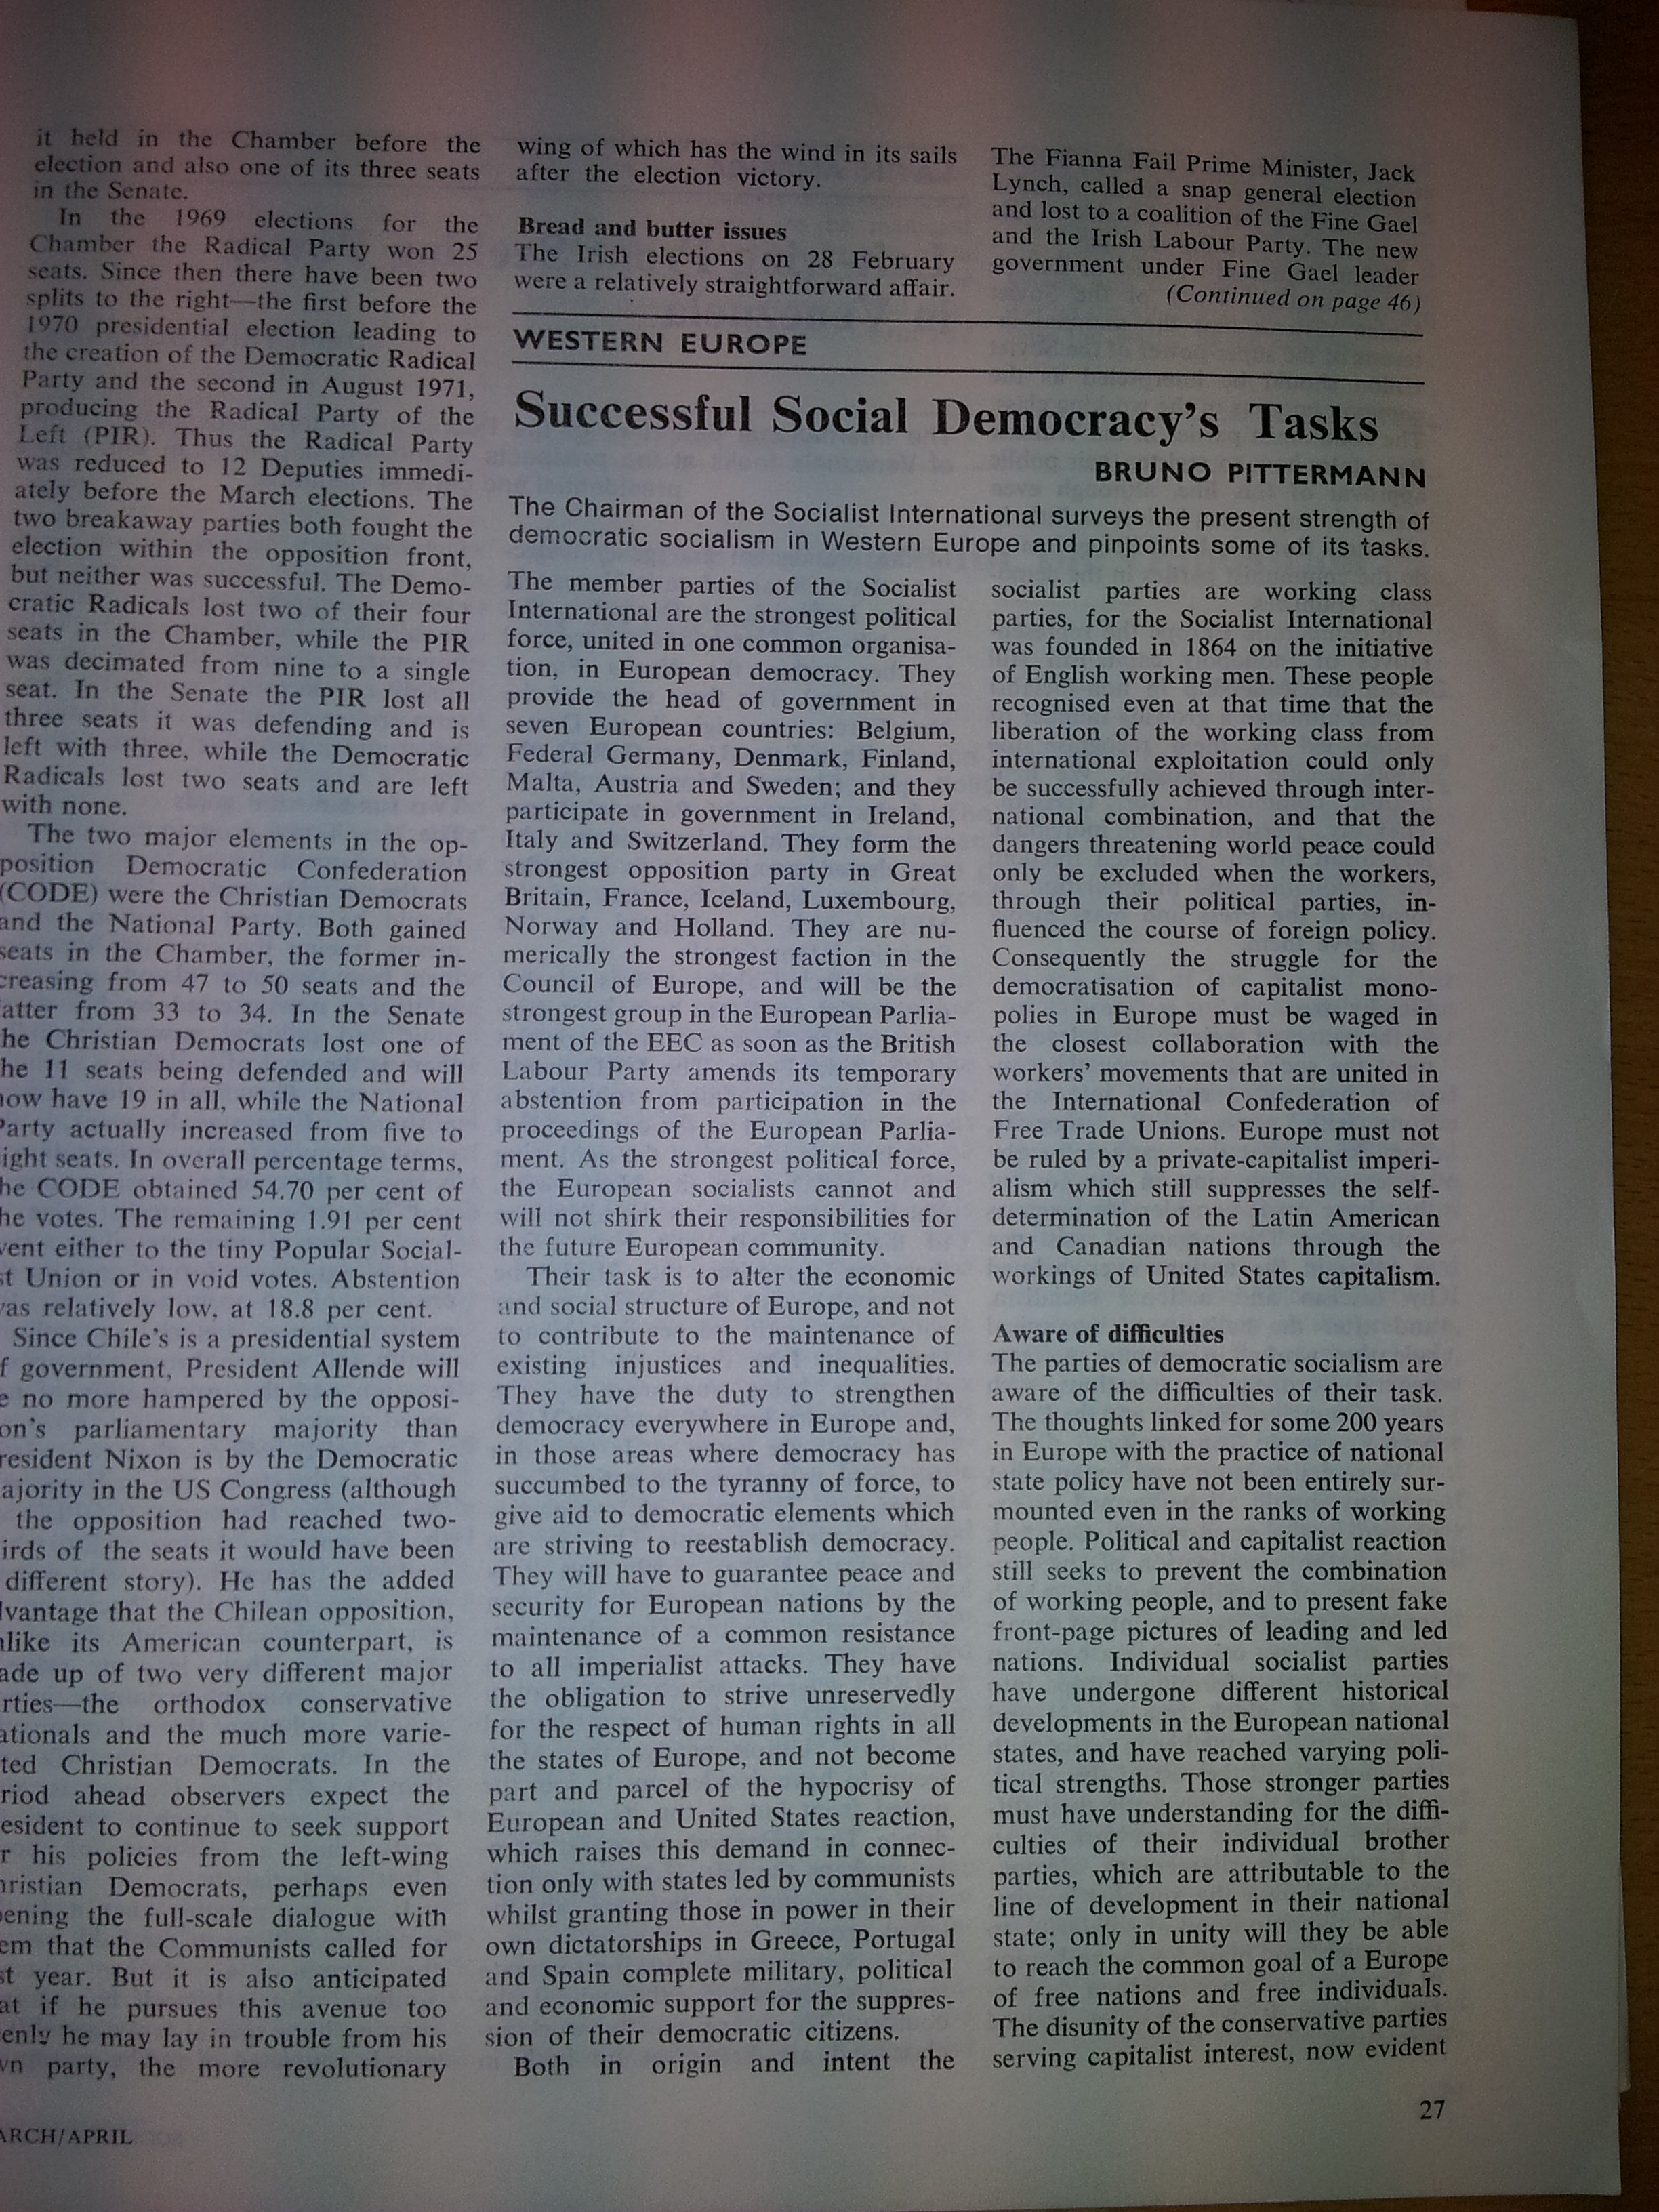 it held in the Chamber before the
election and also one of its three seats
in the Senate.
In the 1969 elections for the
Chamber the Radical Party won 25
seats. Since then there have been two
splits to the right—the first before the
1970 presidential election leading to
the creation of the Democratic Radical
Party and the second in August 1971,
producing the Radical Party of the
Left (PIR). Thus the Radical Party
was reduced to 12 Deputies immedi-
ately before the March elections. The
two breakaway parties both fought the
election within the opposition front,
but neither was successful. The Demo-
cratic Radicals lost two of their four
seats in the Chamber, while the PIR
was decimated from nine to a single
seat. In the Senate the PIR lost all
three seats it was defending and is
left with three, while the Democratic
Radicals lost two seats and are left
with none.
The two major elements in the op-
position Democratic Confederation
(CODE) were the Christian Democrats
and the National Party. Both gained
seats in the Chamber, the former in-
creasing from 47 to 50 seats and the
atter from 33 to 34. In the Senate
he Christian Democrats lost one of
he 11 seats being defended and will
now have 19 in all, while the National
Party actually increased from five to
ight seats. In overall percentage terms,
he CODE obtained 54.70 per cent of
he votes. The remaining 1.91 per cent
went either to the tiny Popular Social-
st Union or in void votes. Abstention
was relatively low, at 18.8 per cent.
Since Chile's is a presidential system
f government, President Allende will
e no more hampered by the opposi-
on's parliamentary majority than
resident Nixon is by the Democratic
ajority in the US Congress (although
the opposition had reached two-
irds of the seats it would have been
different story). He has the added
dvantage that the Chilean opposition,
nlike its American counterpart, is
ade up of two very different major
rties—the orthodox conservative
ationals and the much more varie-
ted Christian Democrats. In the
riod ahead observers expect the
esident to continue to seek support
r his policies from the left-wing
hristian Democrats, perhaps even
pening the full-scale dialogue with
em that the Communists called for
st year. But it is also anticipated
at if he pursues this avenue too
enly he may lay in trouble from his
wn party, the more revolutionary
wing of which has the wind in its sails
after the election victory.
Bread and butter issues
The Irish elections on 28 February
were a relatively straightforward affair.
The Fianna Fail Prime Minister, Jack
Lynch, called a snap general election
and lost to a coalition of the Fine Gael
and the Irish Labour Party. The new
government under Fine Gael leader
(Continued on page 46)
WESTERN EUROPE
Successful Social Democracy's Tasks
BRUNO PITTERMANN
The Chairman of the Socialist International surveys the present strength of
democratic socialism in Western Europe and pinpoints some of its tasks.
The member parties of the Socialist
International are the strongest political
force, united in one common organisa-
tion, in European democracy. They
provide the head of government in
seven European countries: Belgium,
Federal Germany, Denmark, Finland,
Malta, Austria and Sweden; and they
participate in government in Ireland,
Italy and Switzerland. They form the
strongest opposition party in Great
Britain, France, Iceland, Luxembourg,
Norway and Holland. They are nu-
merically the strongest faction in the
Council of Europe, and will be the
strongest group in the European Parlia-
ment of the EEC as soon as the British
Labour Party amends its temporary
abstention from participation in the
proceedings of the European Parlia-
ment. As the strongest political force,
the European socialists cannot and
will not shirk their responsibilities for
the future European community.
Their task is to alter the economic
and social structure of Europe, and not
to contribute to the maintenance of
existing injustices and inequalities.
They have the duty to strengthen
democracy everywhere in Europe and,
in those areas where democracy has
succumbed to the tyranny of force, to
give aid to democratic elements which
are striving to reestablish democracy.
They will have to guarantee peace and
security for European nations by the
maintenance of a common resistance
to all imperialist attacks. They have
the obligation to strive unreservedly
for the respect of human rights in all
the states of Europe, and not become
part and parcel of the hypocrisy of
European and United States reaction,
which raises this demand in connec-
tion only with states led by communists
whilst granting those in power in their
own dictatorships in Greece, Portugal
and Spain complete military, political
and economic support for the suppres-
sion of their democratic citizens.
Both in origin and intent the
socialist parties are working class
parties, for the Socialist International
was founded in 1864 on the initiative
of English working men. These people
recognised even at that time that the
liberation of the working class from
international exploitation could only
be successfully achieved through inter-
national combination, and that the
dangers threatening world peace could
only be excluded when the workers,
through their political parties, in-
fluenced the course of foreign policy.
Consequently the struggle for the
democratisation of capitalist mono-
polies in Europe must be waged in
the closest collaboration with the
workers' movements that are united in
the International Confederation of
Free Trade Unions. Europe must not
be ruled by a private-capitalist imperi-
alism which still suppresses the self-
determination of the Latin American
and Canadian nations through the
workings of United States capitalism.
Aware of difficulties
The parties of democratic socialism are
aware of the difficulties of their task.
The thoughts linked for some 200 years
in Europe with the practice of national
state policy have not been entirely sur-
mounted even in the ranks of working
people. Political and capitalist reaction
still seeks to prevent the combination
of working people, and to present fake
front-page pictures of leading and led
nations. Individual socialist parties
have undergone different historical
developments in the European national
states, and have reached varying poli-
tical strengths. Those stronger parties
must have understanding for the diffi-
culties of their individual brother
parties, which are attributable to the
line of development in their national
state; only in unity will they be able
to reach the common goal of a Europe
of free nations and free individuals.
The disunity of the conservative parties
serving capitalist interest, now evident
27
ARCH/APRIL